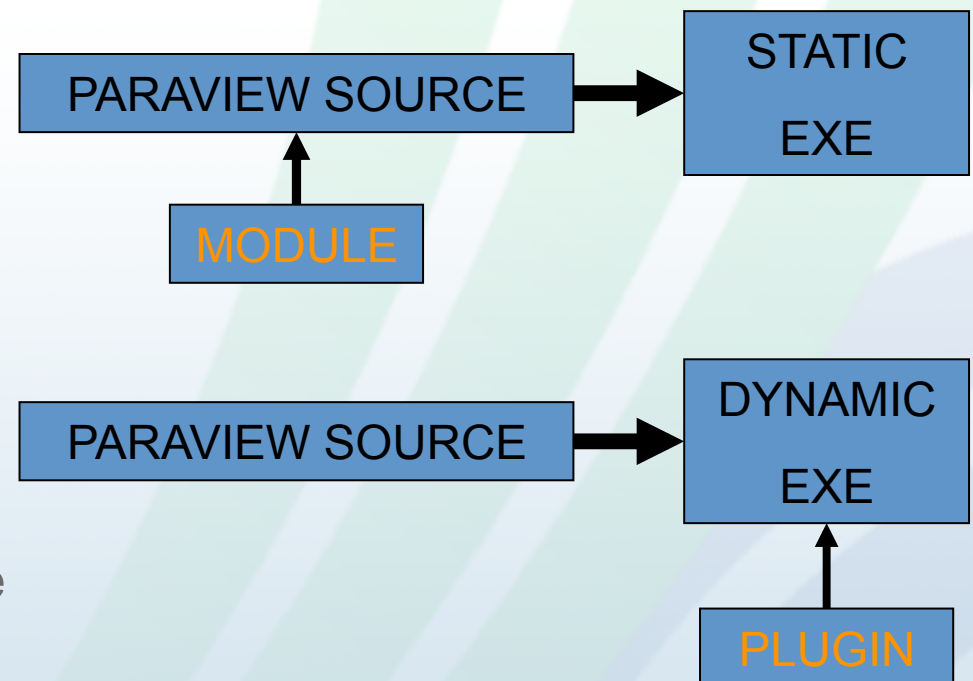 PARAVIEW SOURCE
STATIC
EXE
MODULE
PARAVIEW SOURCE
DYNAMIC
EXE
e
PLUGIN